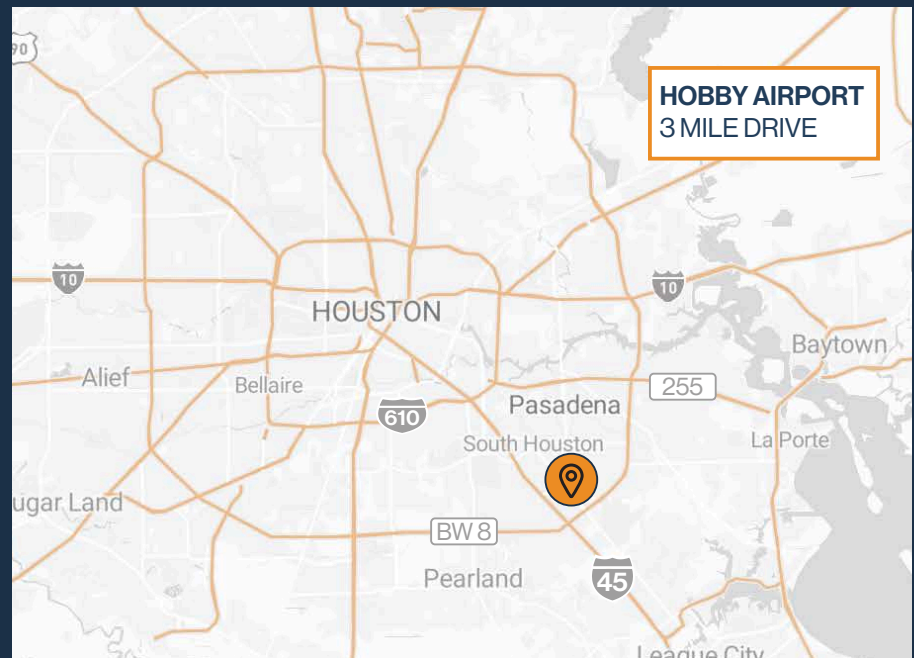 90
HOBBY AIRPORT
3 MILE DRIVE
10
10
HOUSTON
Baytown
Alief
Bellaire
255
Pasadena
610
South Houston
La Porte
ugar Land
BW 8
Pearland
45
League City